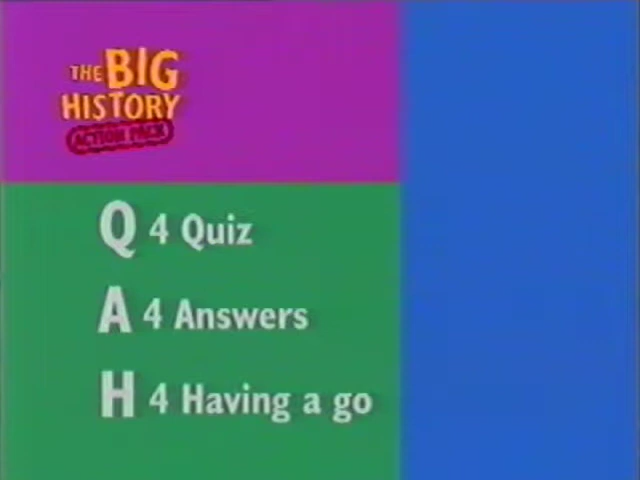 THE BIG
HISTORY
ACTION PACK
Q 4 Quiz
A 4 Answers
H 4 Having a go